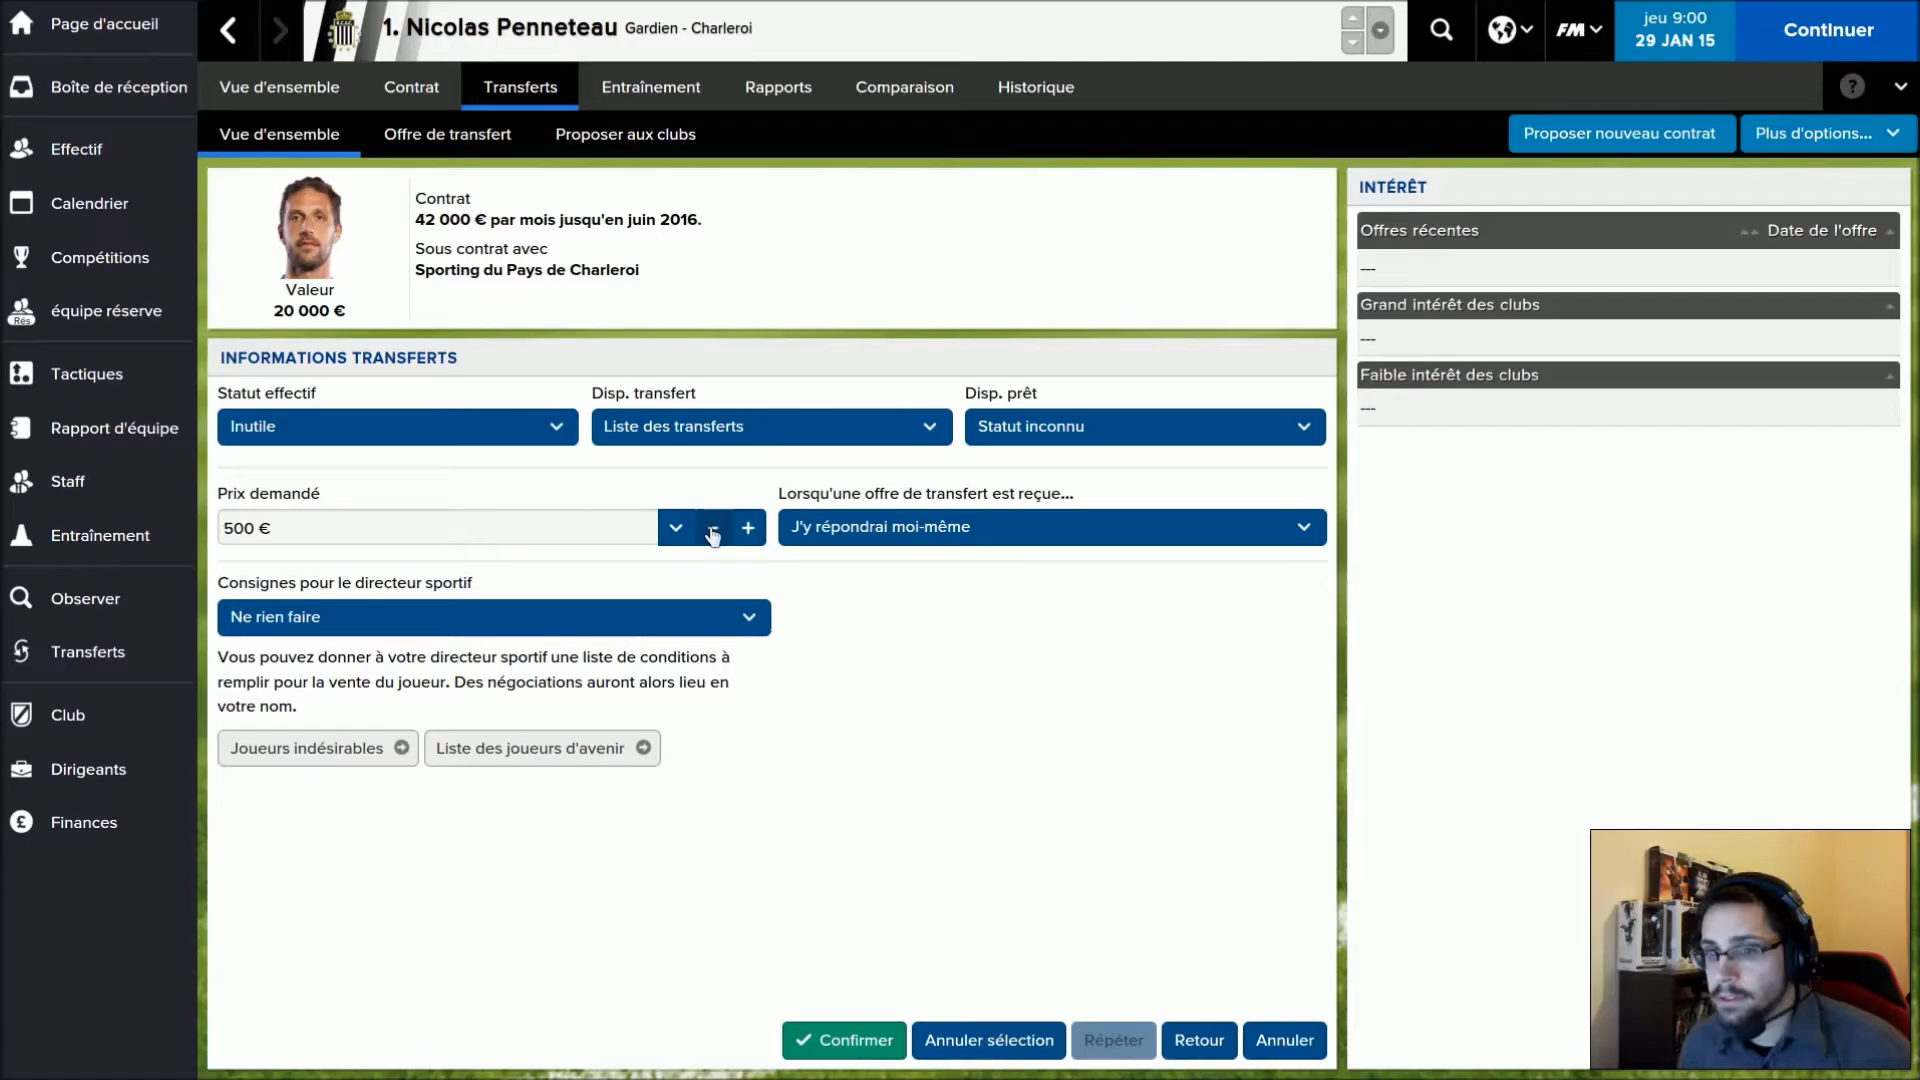 Page d'accueil
Boîte de réception
Effectif
Calendrier
Compétitions
Rés
équipe réserve
Tactiques
Rapport d'équipe
Staff
Entraînement
Observer
Transferts
Club
Dirigeants
Finances
1. Nicolas Penneteau Gardien - Charleroi
FM
jeu 9:00
29 JAN 15
Continuer
Vue d'ensemble Contrat Transferts Entraînement Rapports Comparaison Historique
?
Vue d'ensemble Offre de transfert Proposer aux clubs
Proposer nouveau contrat
Plus d'options...
Valeur
20 000 €
Contrat
42 000 € par mois jusqu'en juin 2016.
Sous contrat avec
Sporting du Pays de Charleroi
INFORMATIONS TRANSFERTS
Statut effectif Disp. transfert Disp. prêt
Inutile Liste des transferts Statut inconnu
Prix demandé Lorsqu'une offre de transfert est reçue...
500 € - + J'y répondrai moi-même
Consignes pour le directeur sportif
Ne rien faire
Vous pouvez donner à votre directeur sportif une liste de conditions à
remplir pour la vente du joueur. Des négociations auront alors lieu en
votre nom.
Joueurs indésirables Liste des joueurs d'avenir
Confirmer Annuler sélection Répéter Retour Annuler
INTÉRÊT
Offres récentes Date de l'offre
---
Grand intérêt des clubs
---
Faible intérêt des clubs
---